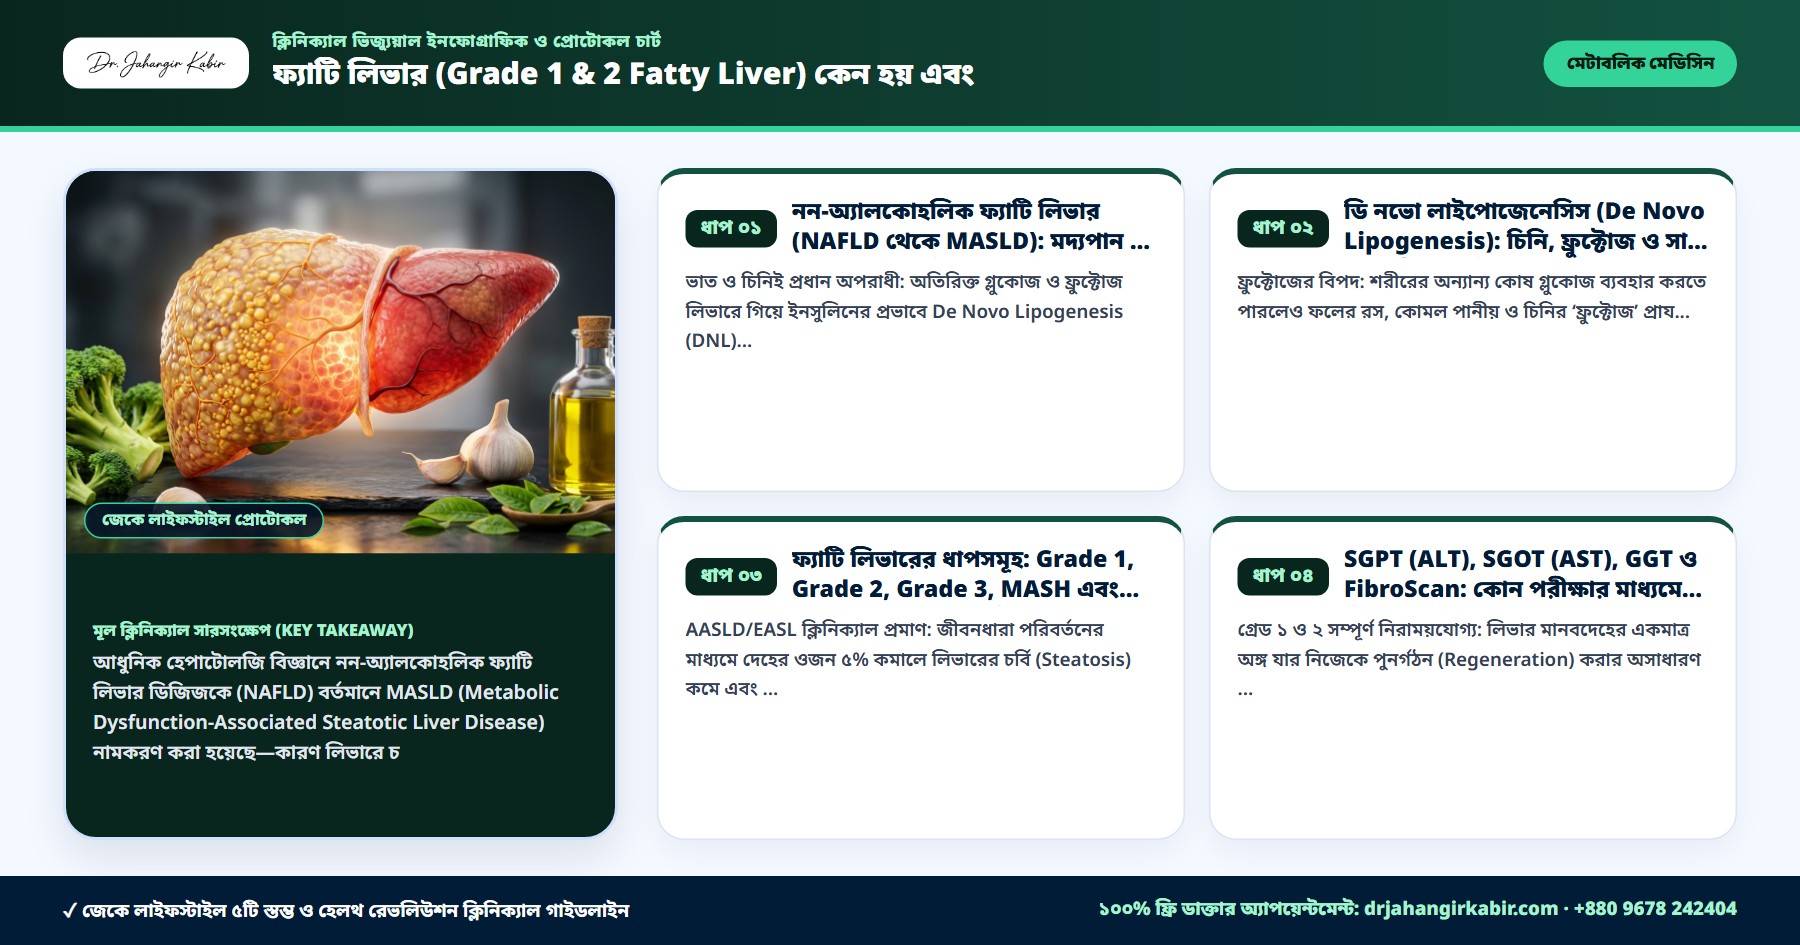 Dr. Jahangir Kabir
ক্লিনিক্যাল ভিজ্যুয়াল ইনফোগ্রাফিক ও প্রোটোকল চার্ট
ফ্যাটি লিভার (Grade 1 & 2 Fatty Liver) কেন হয় এবং
মেটাবলিক মেডিসিন
জেকে লাইফস্টাইল প্রোটোকল
মূল ক্লিনিক্যাল সারসংক্ষেপ (KEY TAKEAWAY)
আধুনিক হেপাটোলজি বিজ্ঞানে নন-অ্যালকোহলিক ফ্যাটি
লিভার ডিজিজকে (NAFLD) বর্তমানে MASLD (Metabolic
Dysfunction-Associated Steatotic Liver Disease)
নামকরণ করা হয়েছে—কারণ লিভারে চ
ধাপ ০১
নন-অ্যালকোহলিক ফ্যাটি লিভার
(NAFLD থেকে MASLD): মদ্যপান ...
ভাত ও চিনিই প্রধান অপরাধী: অতিরিক্ত গ্লুকোজ ও ফ্রুক্টোজ
লিভারে গিয়ে ইনসুলিনের প্রভাবে De Novo Lipogenesis
(DNL)...
ধাপ ০২
ডি নভো লাইপোজেনেসিস (De Novo
Lipogenesis): চিনি, ফ্রুক্টোজ ও সা...
ফ্রুক্টোজের বিপদ: শরীরের অন্যান্য কোষ গ্লুকোজ ব্যবহার করতে
পারলেও ফলের রস, কোমল পানীয় ও চিনির ‘ফ্রুক্টোজ’ প্রায...
ধাপ ০৩
ফ্যাটি লিভারের ধাপসমূহ: Grade 1,
Grade 2, Grade 3, MASH এবং...
AASLD/EASL ক্লিনিক্যাল প্রমাণ: জীবনধারা পরিবর্তনের
মাধ্যমে দেহের ওজন ৫% কমালে লিভারের চর্বি (Steatosis)
কমে এবং ...
ধাপ ০৪
SGPT (ALT), SGOT (AST), GGT ও
FibroScan: কোন পরীক্ষার মাধ্যমে...
গ্রেড ১ ও ২ সম্পূর্ণ নিরাময়যোগ্য: লিভার মানবদেহের একমাত্র
অঙ্গ যার নিজেকে পুনর্গঠন (Regeneration) করার অসাধারণ
...
✓ জেকে লাইফস্টাইল ৫টি স্তম্ভ ও হেলথ রেভলিউশন ক্লিনিক্যাল গাইডলাইন
১০০% ফ্রি ডাক্তার অ্যাপয়েন্টমেন্ট: drjahangirkabir.com · +880 9678 242404